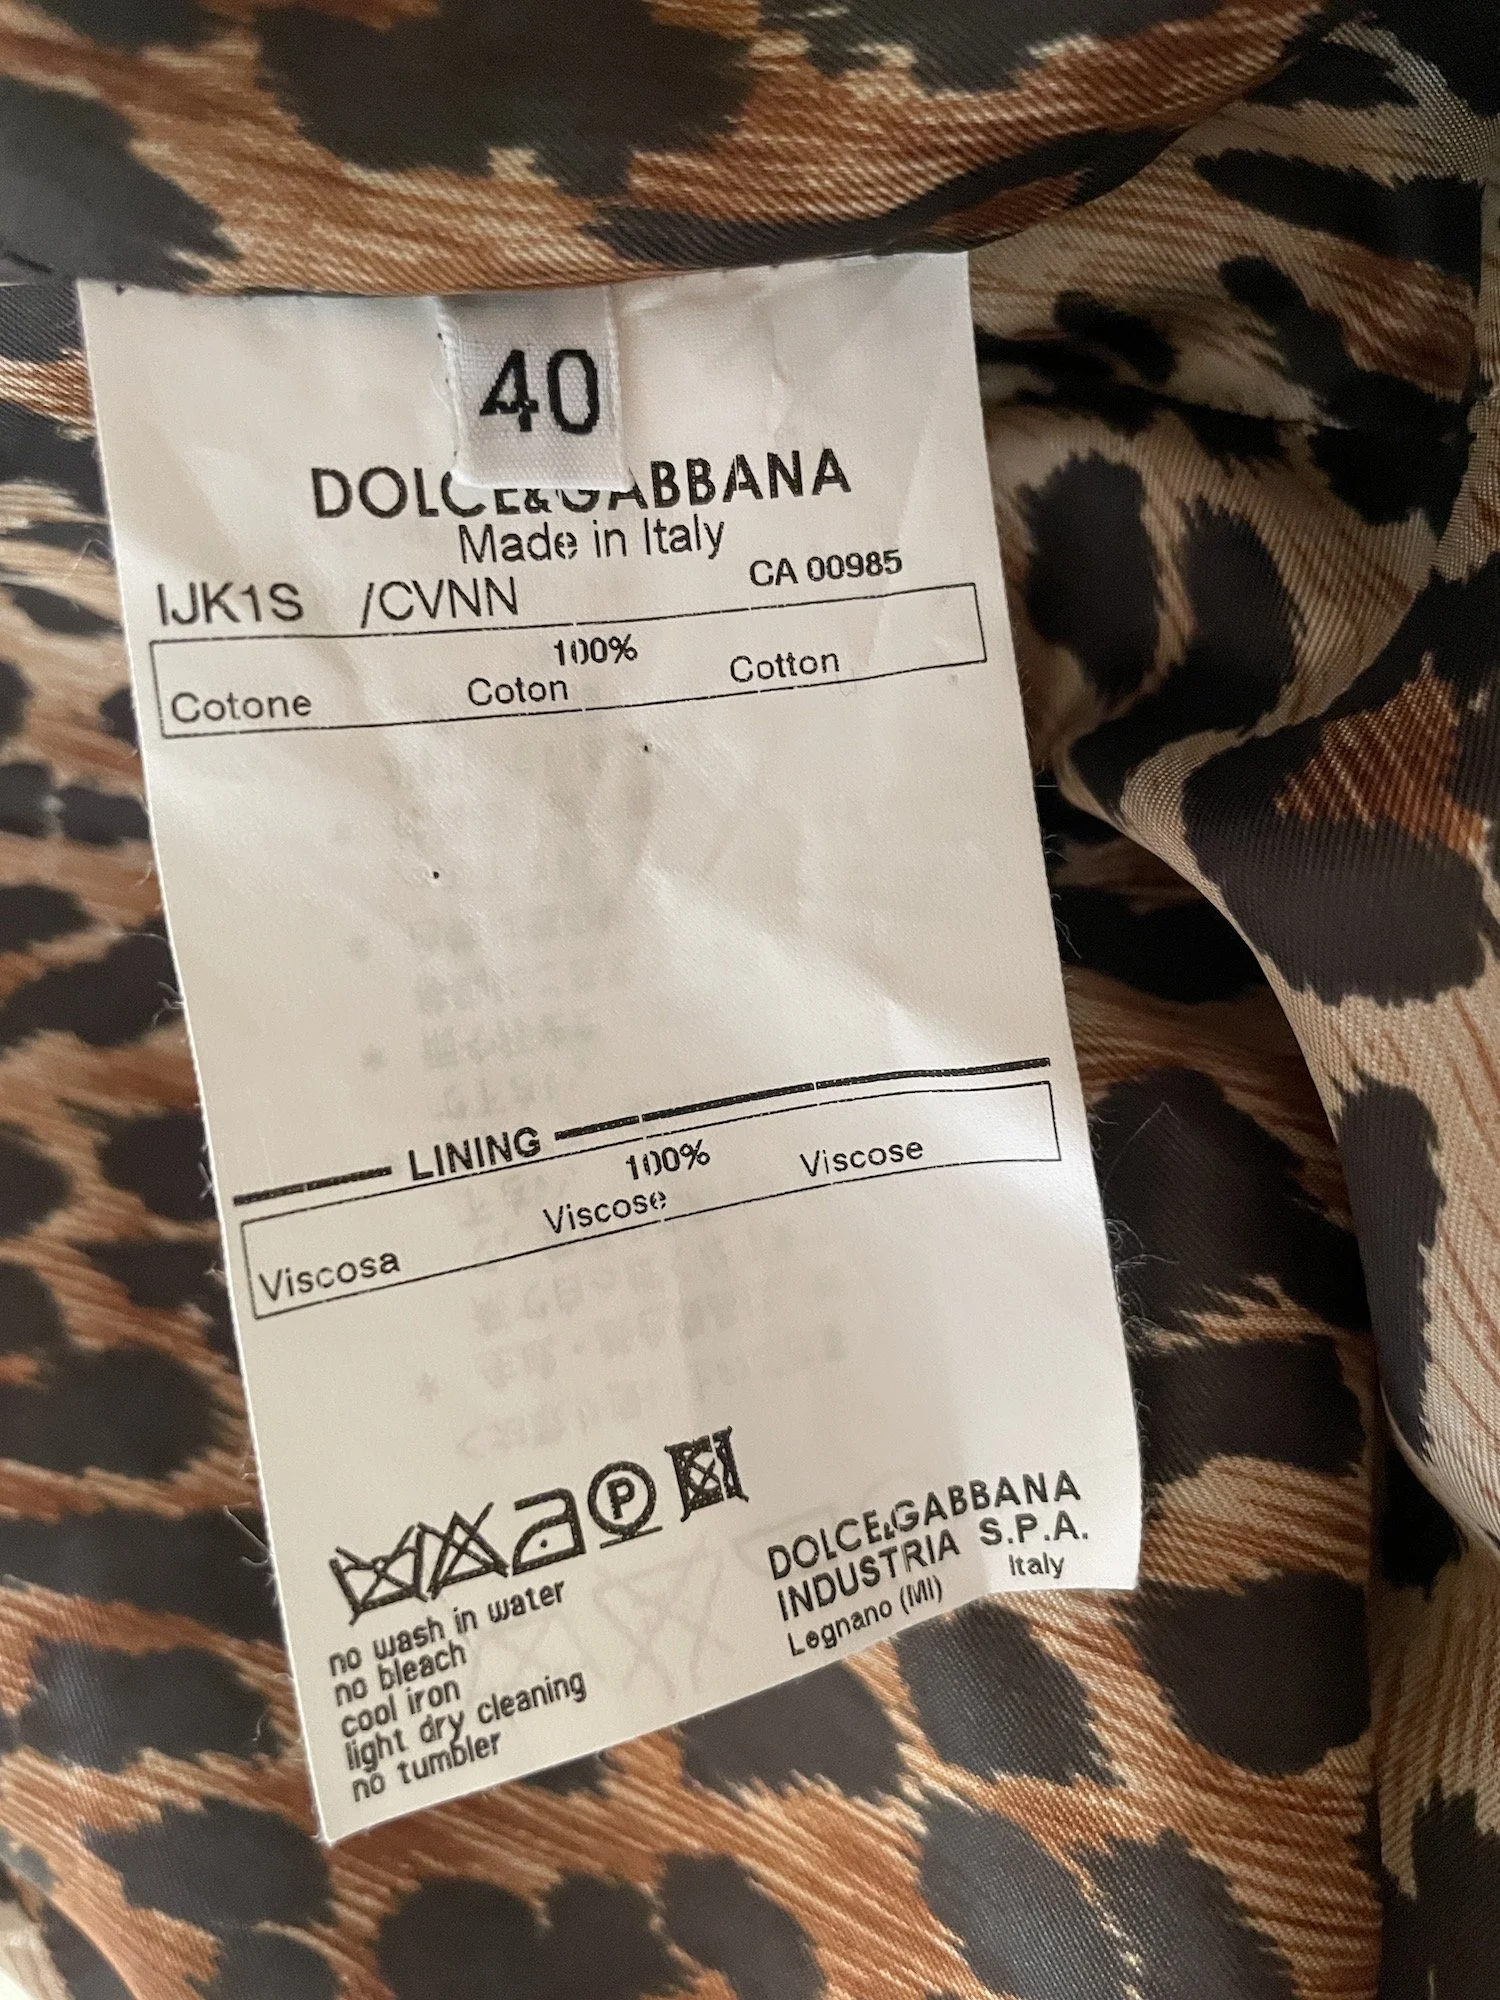 40
DOLCE&GABBANA
Made in Italy
IJK1S /CVNN CA 00985
100%
Cotone Coton Cotton
LINING
100%
Viscosa Viscose Viscose
P
no wash in water
no bleach
cool iron
light dry cleaning
no tumbler
DOLCE&GABBANA
INDUSTRIA S.P.A.
Legnano (MI) Italy